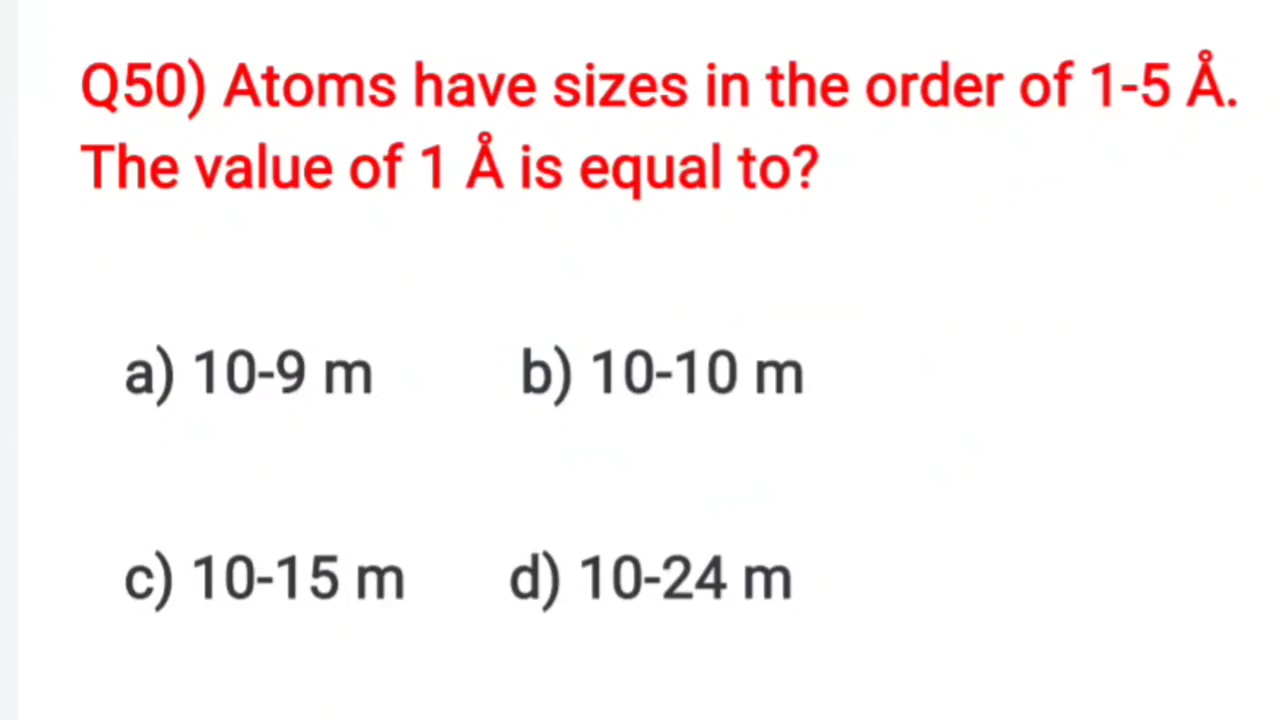 Q50) Atoms have sizes in the order of 1-5 Å.
The value of 1 Å is equal to?
a) 10-9 m b) 10-10 m
c) 10-15 m d) 10-24 m